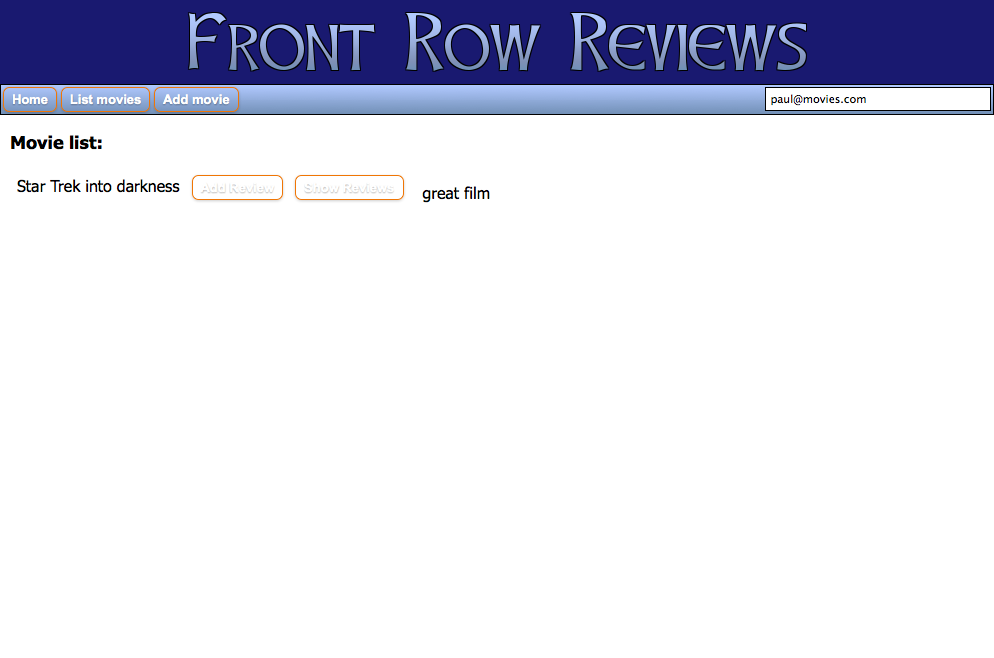 Front Row Reviews
Home List movies Add movie paul@movies.com
Movie list:
Star Trek into darkness Add Review Show Reviews great film